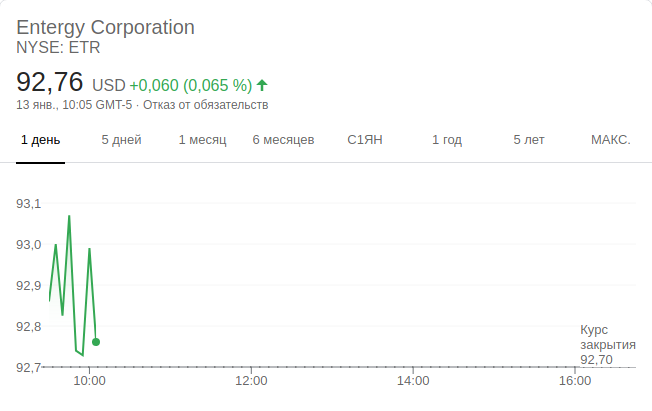 Entergy Corporation
NYSE: ETR
92,76 USD +0,060 (0,065 %)
13 янв., 10:05 GMT-5 · Отказ от обязательств
1 день 5 дней 1 месяц 6 месяцев С1ЯН 1 год 5 лет МАКС.
93,1
93,0
92,9
92,8
92,7
Курс
закрытия
92,70
10:00 12:00 14:00 16:00